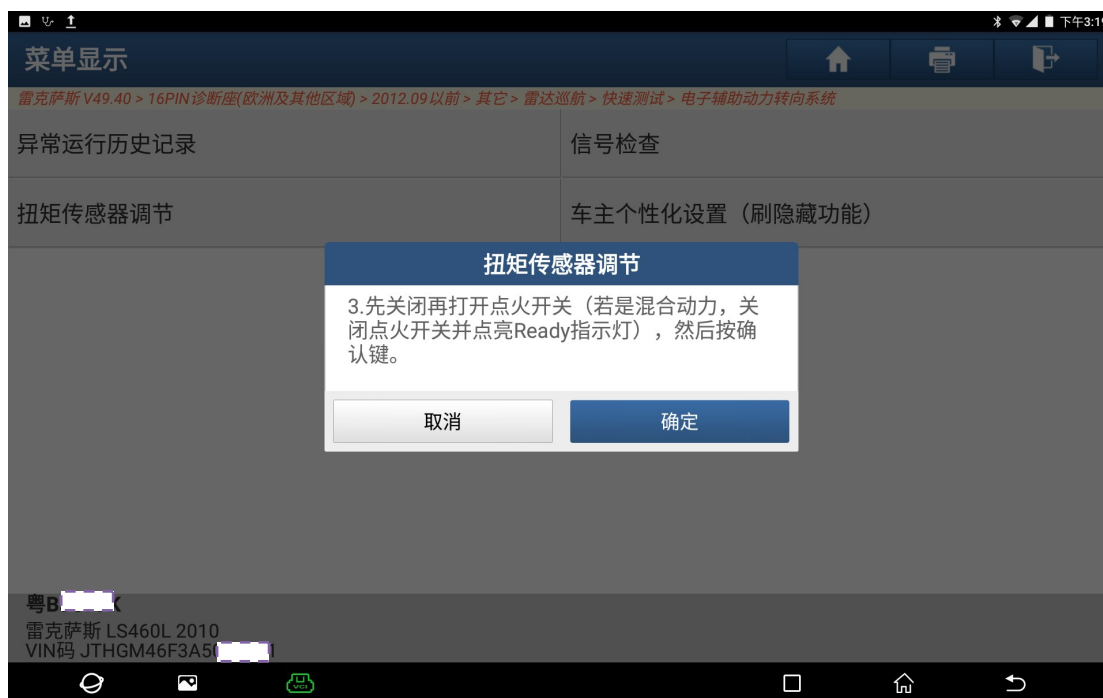 下午3:19
菜单显示
雷克萨斯 V49.40 > 16PIN诊断座(欧洲及其他区域) > 2012.09以前 > 其它 > 雷达巡航 > 快速测试 > 电子辅助动力转向系统
异常运行历史记录
信号检查
扭矩传感器调节
车主个性化设置（刷隐藏功能）
扭矩传感器调节
3.先关闭再打开点火开关（若是混合动力，关
闭点火开关并点亮Ready指示灯），然后按确
认键。
取消
确定
粤B
雷克萨斯 LS460L 2010
VIN码 JTHGM46F3A5
VCI